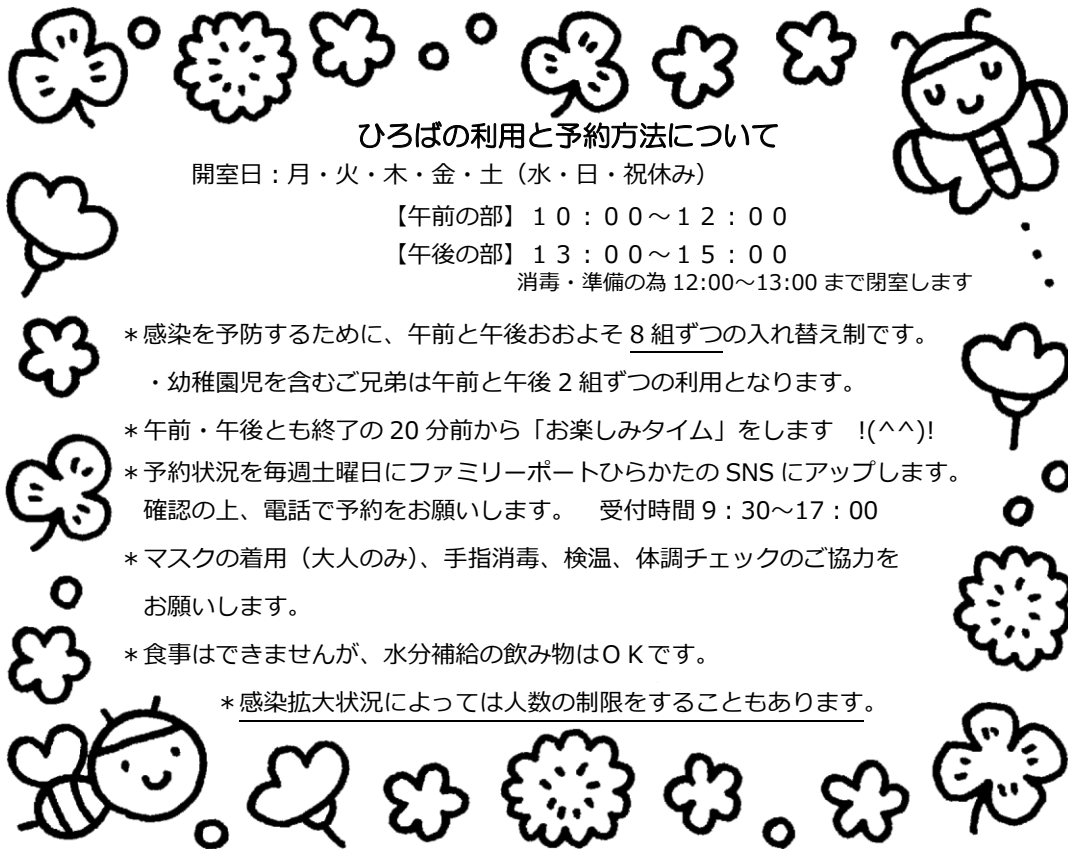 ひろばの利用と予約方法について
開室日：月・火・木・金・土（水・日・祝休み）
【午前の部】１０：００～１２：００
【午後の部】１３：００～１５：００
消毒・準備の為 12:00～13:00 まで閉室します
＊感染を予防するために、午前と午後おおよそ 8 組ずつの入れ替え制です。
・幼稚園児を含むご兄弟は午前と午後 2 組ずつの利用となります。
＊午前・午後とも終了の 20 分前から「お楽しみタイム」をします　!(^^)!
＊予約状況を毎週土曜日にファミリーポートひらかたの SNS にアップします。
確認の上、電話で予約をお願いします。　受付時間 9：30～17：00
＊マスクの着用（大人のみ）、手指消毒、検温、体調チェックのご協力を
お願いします。
＊食事はできませんが、水分補給の飲み物はＯＫです。
＊感染拡大状況によっては人数の制限をすることもあります。